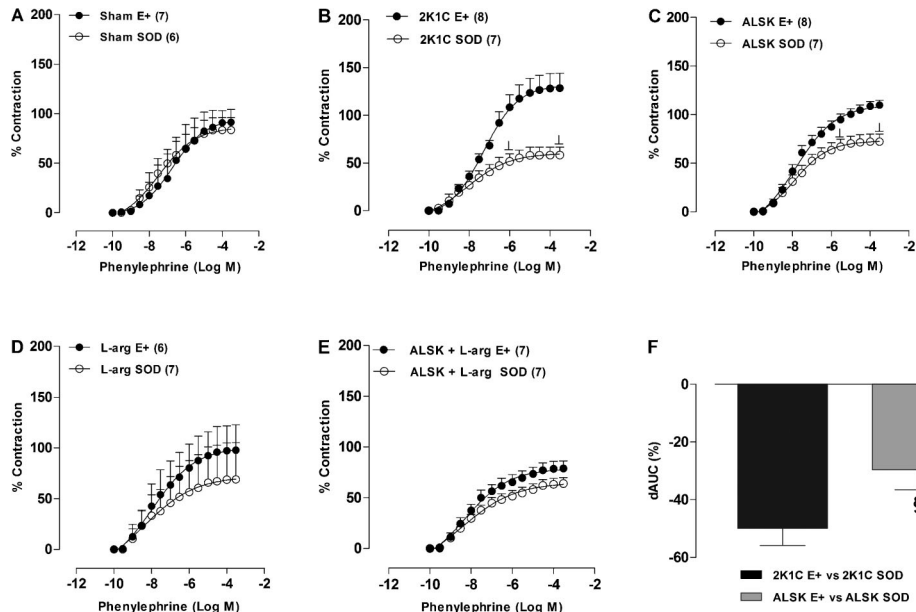 A
Sham E+ (7)
Sham SOD (6)
200
150
100
50
0
% Contraction
-12 -10 -8 -6 -4 -2
Phenylephrine (Log M)
B
2K1C E+ (8)
2K1C SOD (7)
200
150
100
50
0
% Contraction
-12 -10 -8 -6 -4 -2
Phenylephrine (Log M)
C
ALSK E+ (8)
ALSK SOD (7)
200
150
100
50
0
% Contraction
-12 -10 -8 -6 -4 -2
Phenylephrine (Log M)
D
L-arg E+ (6)
L-arg SOD (7)
200
150
100
50
0
% Contraction
-12 -10 -8 -6 -4 -2
Phenylephrine (Log M)
E
ALSK + L-arg E+ (7)
ALSK + L-arg SOD (7)
200
150
100
50
0
% Contraction
-12 -10 -8 -6 -4 -2
Phenylephrine (Log M)
F
0
-20
-40
-60
dAUC (%)
2K1C E+ vs 2K1C SOD
ALSK E+ vs ALSK SOD